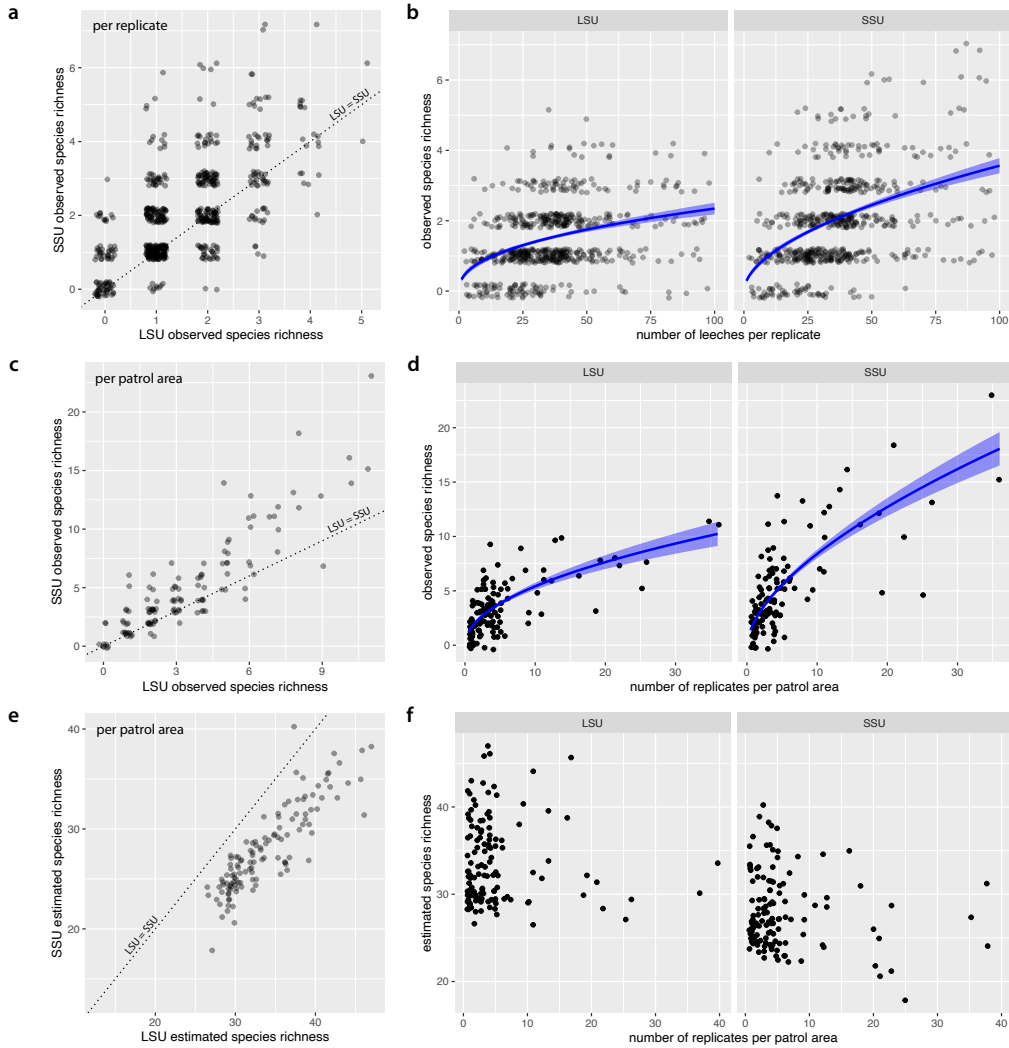 a
per replicate
SSU observed species richness
6
4
2
0
LSU = SSU
0 1 2 3 4 5
LSU observed species richness
b
LSU SSU
observed species richness
6
4
2
0
0 25 50 75 100 0 25 50 75 100
number of leeches per replicate
c
per patrol area
SSU observed species richness
20
15
10
5
0
LSU = SSU
0 3 6 9
LSU observed species richness
d
LSU SSU
observed species richness
20
15
10
5
0
0 10 20 30 0 10 20 30
number of replicates per patrol area
e
per patrol area
SSU estimated species richness
40
30
20
LSU = SSU
20 30 40
LSU estimated species richness
f
LSU SSU
estimated species richness
40
30
20
0 10 20 30 40 0 10 20 30 40
number of replicates per patrol area